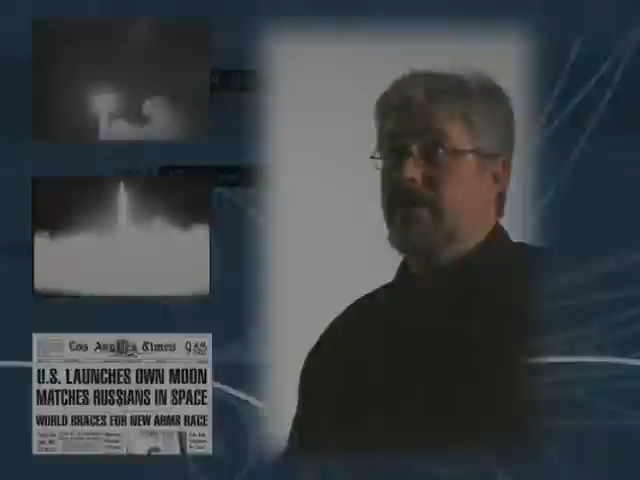 Los Angeles Times
U.S. LAUNCHES OWN MOON
MATCHES RUSSIANS IN SPACE
WORLD BRACES FOR NEW ARMS RACE